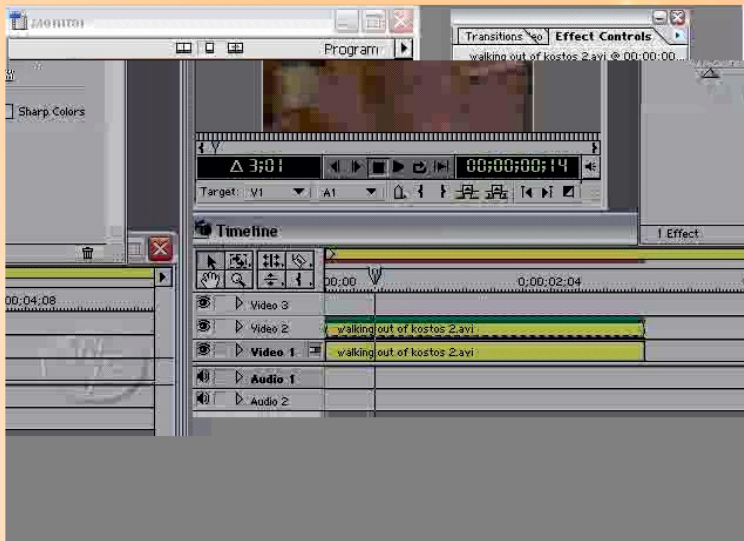 Monitor
Program
Transitions eo Effect Controls
walking out of kostos 2.avi @ 00:00:00...
Sharp Colors
Δ 3;01
00;00;00;14
Target: V1 A1
1 Effect
Timeline
00;04;08
00;00
0;00;02;04
Video 3
Video 2 walking out of kostos 2.avi
Video 1 walking out of kostos 2.avi
Audio 1
Audio 2